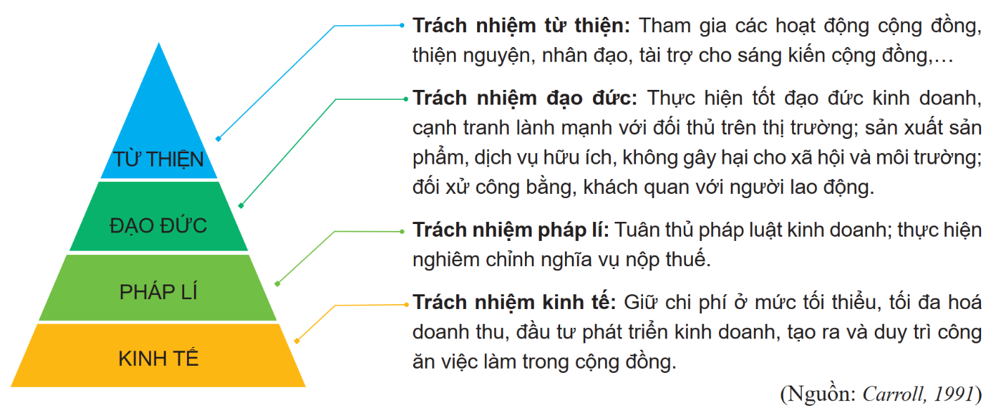 Trách nhiệm từ thiện: Tham gia các hoạt động cộng đồng,
thiện nguyện, nhân đạo, tài trợ cho sáng kiến cộng đồng,…
Trách nhiệm đạo đức: Thực hiện tốt đạo đức kinh doanh,
cạnh tranh lành mạnh với đối thủ trên thị trường; sản xuất sản
phẩm, dịch vụ hữu ích, không gây hại cho xã hội và môi trường;
đối xử công bằng, khách quan với người lao động.
Trách nhiệm pháp lí: Tuân thủ pháp luật kinh doanh; thực hiện
nghiêm chỉnh nghĩa vụ nộp thuế.
Trách nhiệm kinh tế: Giữ chi phí ở mức tối thiểu, tối đa hoá
doanh thu, đầu tư phát triển kinh doanh, tạo ra và duy trì công
ăn việc làm trong cộng đồng.
TỪ THIỆN
ĐẠO ĐỨC
PHÁP LÍ
KINH TẾ
(Nguồn: Carroll, 1991)